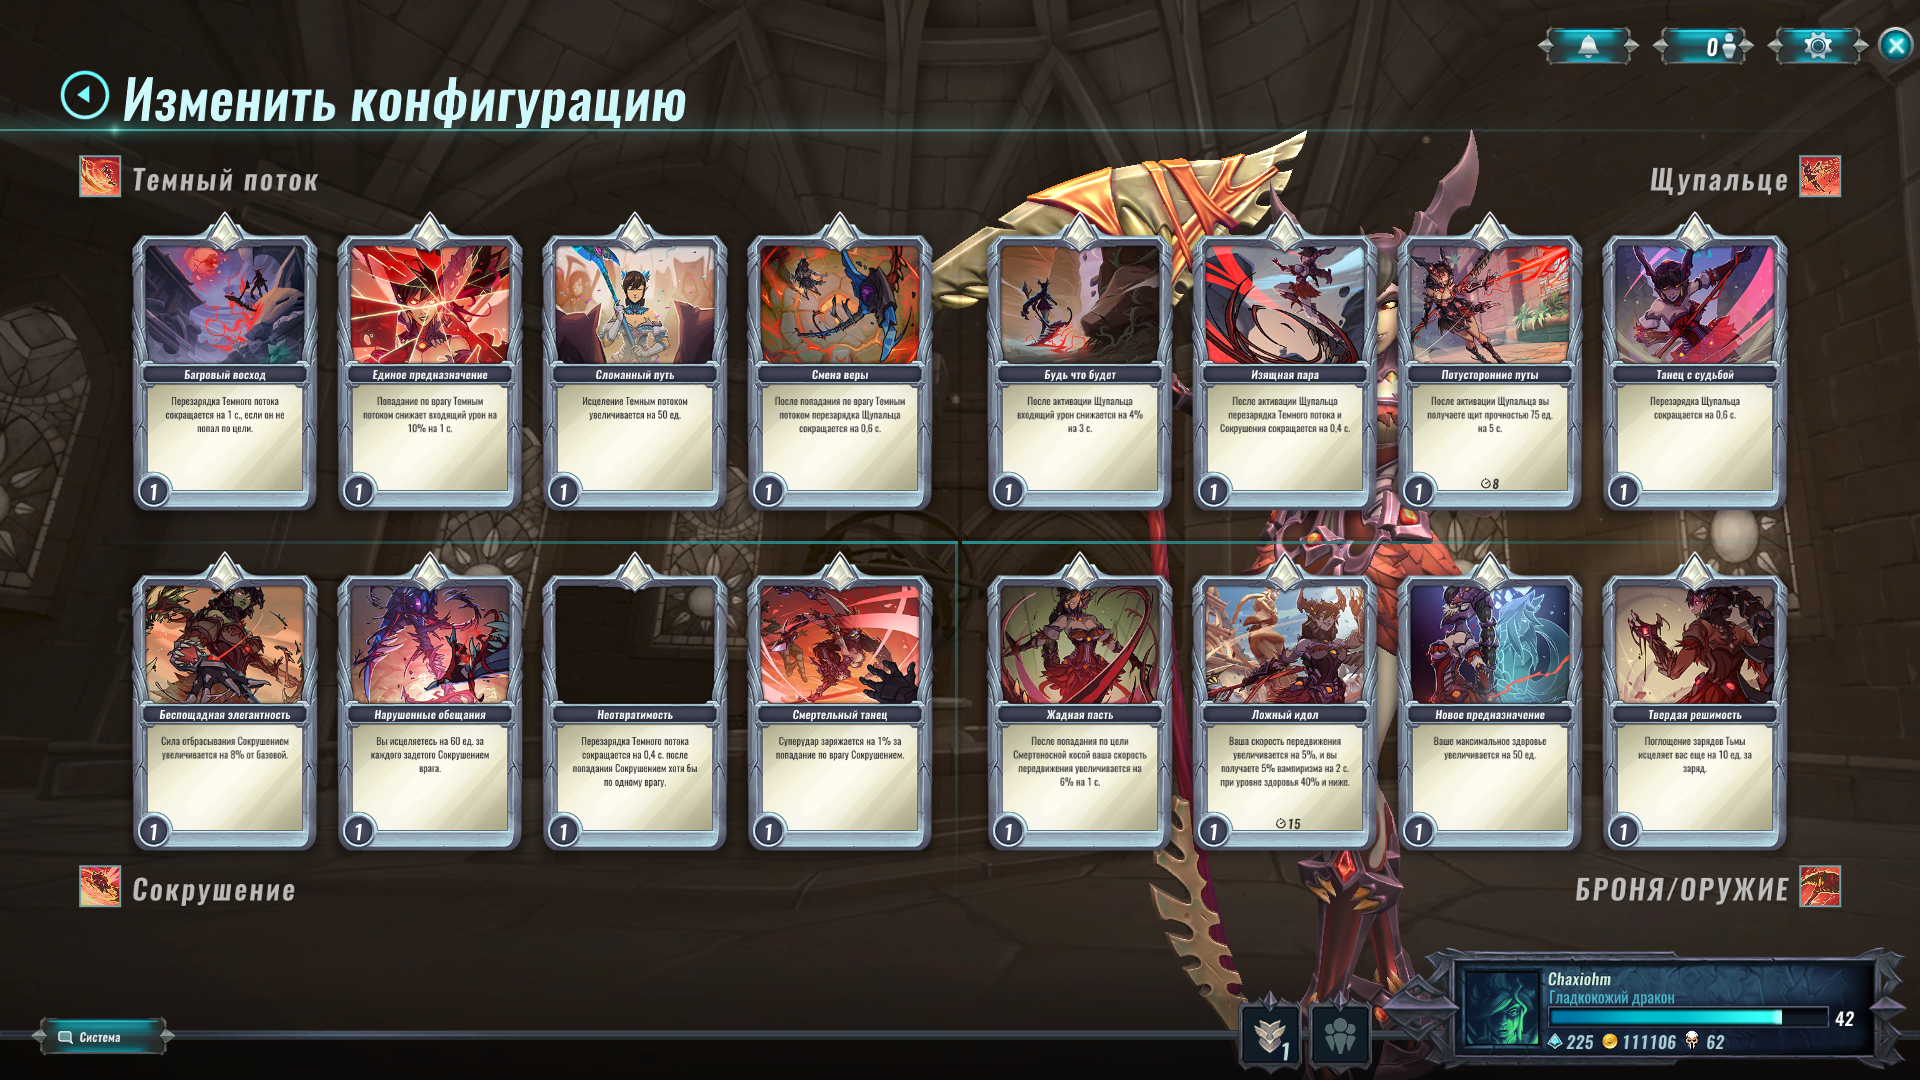 0
Изменить конфигурацию
Темный поток
Щупальце
Багровый восход
Перезарядка Темного потока
сокращается на 1 с., если он не
попал по цели.
1
Единое предназначение
Попадание по врагу Темным
потоком снижает входящий урон на
10% на 1 с.
1
Сломанный путь
Исцеление Темным потоком
увеличивается на 50 ед.
1
Смена веры
После попадания по врагу Темным
потоком перезарядка Щупальца
сокращается на 0,6 с.
1
Будь что будет
После активации Щупальца
входящий урон снижается на 4%
на 3 с.
1
Изящная пара
После активации Щупальца
перезарядка Темного потока и
Сокрушения сокращается на 0,4 с.
1
Потусторонние путы
После активации Щупальца вы
получаете щит прочностью 75 ед.
на 5 с.
8
1
Танец с судьбой
Перезарядка Щупальца
сокращается на 0,6 с.
1
Беспощадная элегантность
Сила отбрасывания Сокрушением
увеличивается на 8% от базовой.
1
Нарушенные обещания
Вы исцеляетесь на 60 ед. за
каждого задетого Сокрушением
врага.
1
Неотвратимость
Перезарядка Темного потока
сокращается на 0,4 с. после
попадания Сокрушением хотя бы
по одному врагу.
1
Смертельный танец
Суперудар заряжается на 1% за
попадание по врагу Сокрушением.
1
Жадная пасть
После попадания по цели
Смертоносной косой ваша скорость
передвижения увеличивается на
6% на 1 с.
1
Ложный идол
Ваша скорость передвижения
увеличивается на 5%, и вы
получаете 5% вампиризма на 2 с.
при уровне здоровья 40% и ниже.
15
1
Новое предназначение
Ваше максимальное здоровье
увеличивается на 50 ед.
1
Твердая решимость
Поглощение зарядов Тьмы
исцеляет вас еще на 10 ед. за
заряд.
1
Сокрушение
БРОНЯ/ОРУЖИЕ
Система
1
Chaxiohm
Гладкокожий дракон
42
225 111106 62